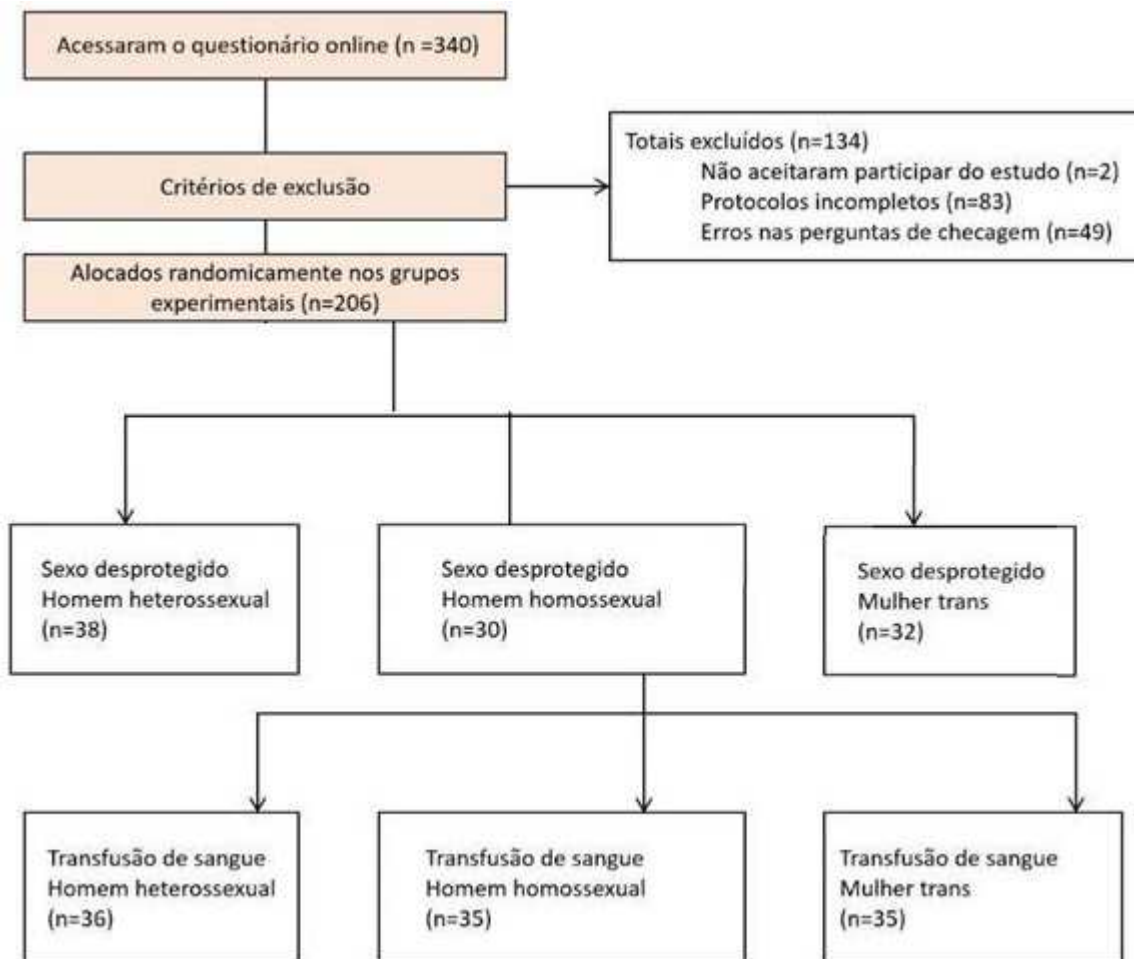 Acessaram o questionário online (n =340)
Totais excluídos (n=134)
Não aceitaram participar do estudo (n=2)
Protocolos incompletos (n=83)
Erros nas perguntas de checagem (n=49)
Critérios de exclusão
Alocados randomicamente nos grupos
experimentais (n=206)
Sexo desprotegido
Homem heterossexual
(n=38)
Sexo desprotegido
Homem homossexual
(n=30)
Sexo desprotegido
Mulher trans
(n=32)
Transfusão de sangue
Homem heterossexual
(n=36)
Transfusão de sangue
Homem homossexual
(n=35)
Transfusão de sangue
Mulher trans
(n=35)